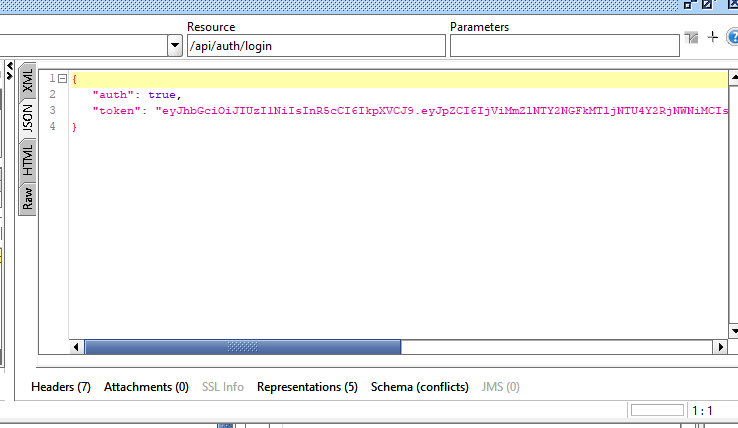 Resource
Parameters
/api/auth/login
XML
JSON
HTML
Raw
1 {
2 "auth": true,
3 "token": "eyJhbGciOiJIUzI1NiIsInR5cCI6IkpXVCJ9.eyJpZCI6IjViMmZlNTY2NGFkMTljNTU4Y2RjNWNiMCIs
4 }
Headers (7) Attachments (0) SSL Info Representations (5) Schema (conflicts) JMS (0)
1 : 1